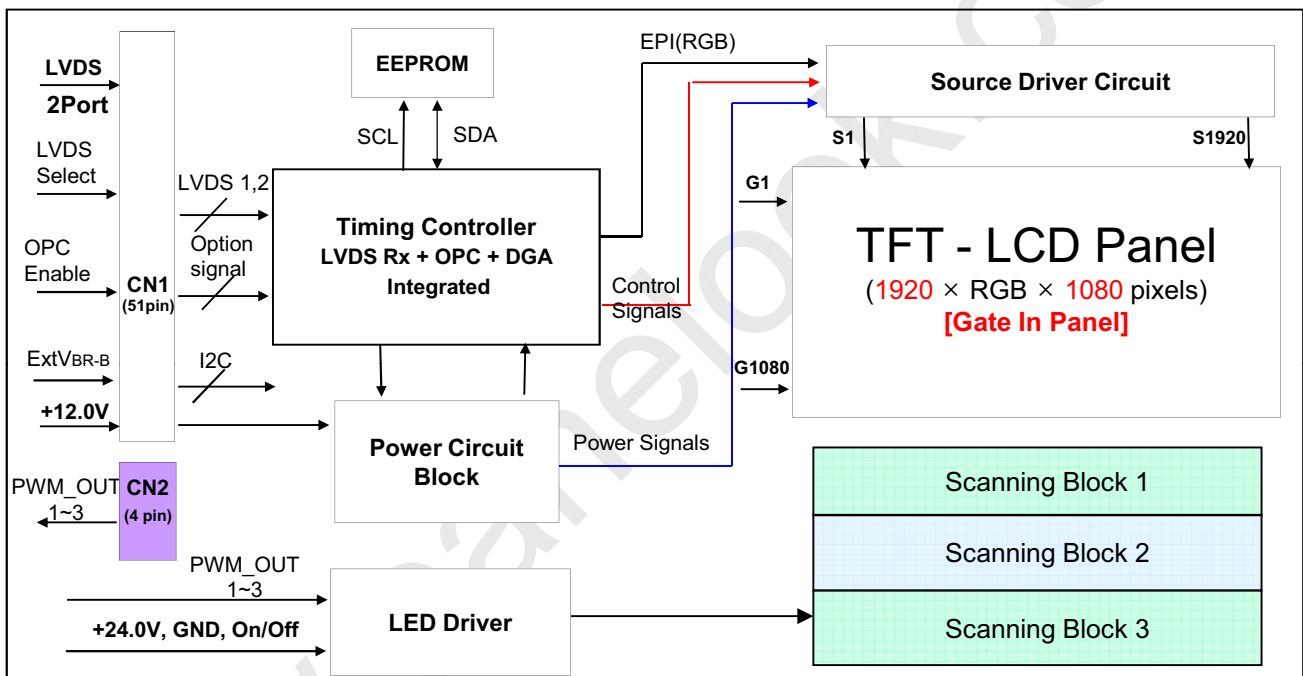 LVDS
2Port
LVDS
Select
OPC
Enable
ExtVBR-B
+12.0V
CN1
(51pin)
LVDS 1,2
Option
signal
I2C
EEPROM
SCL
SDA
Timing Controller
LVDS Rx + OPC + DGA
Integrated
Power Circuit
Block
EPI(RGB)
Control
Signals
Power Signals
Source Driver Circuit
S1
S1920
G1
G1080
TFT - LCD Panel
(1920 × RGB × 1080 pixels)
[Gate In Panel]
PWM_OUT
1~3
CN2
(4 pin)
PWM_OUT
1~3
+24.0V, GND, On/Off
LED Driver
Scanning Block 1
Scanning Block 2
Scanning Block 3